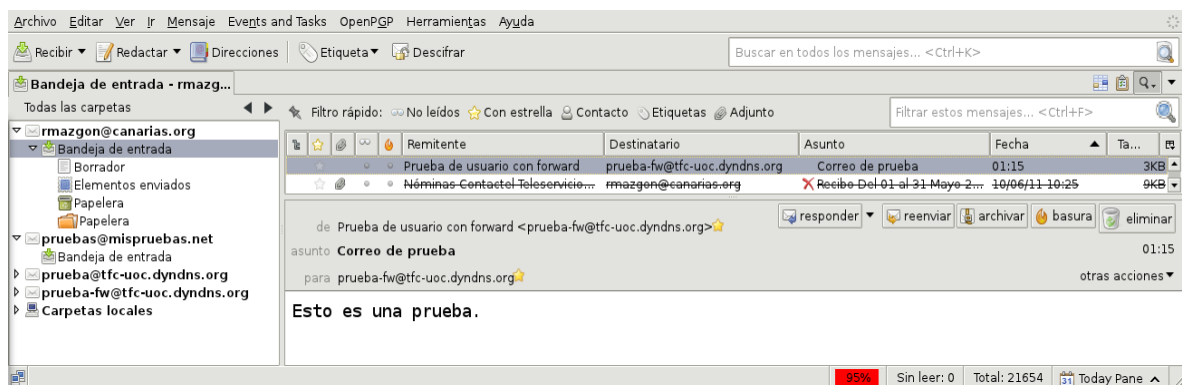 Archivo Editar Ver Ir Mensaje Events and Tasks OpenPGP Herramientas Ayuda
Recibir Redactar Direcciones Etiqueta Descifrar Buscar en todos los mensajes... <Ctrl+K>
Bandeja de entrada - rmazg...
Todas las carpetas
Filtro rápido: No leídos Con estrella Contacto Etiquetas Adjunto Filtrar estos mensajes... <Ctrl+F>
rmazgon@canarias.org
Bandeja de entrada
Borrador
Elementos enviados
Papelera
Papelera
pruebas@mispruebas.net
Bandeja de entrada
prueba@tfc-uoc.dyndns.org
prueba-fw@tfc-uoc.dyndns.org
Carpetas locales
Remitente Destinatario Asunto Fecha Ta...
Prueba de usuario con forward prueba-fw@tfc-uoc.dyndns.org Correo de prueba 01:15 3KB
Nóminas Contactel Teleservicio... rmazgon@canarias.org Recibo Del 01 al 31 Mayo 2... 10/06/11 10:25 9KB
responder reenviar archivar basura eliminar
de Prueba de usuario con forward <prueba-fw@tfc-uoc.dyndns.org>
asunto Correo de prueba 01:15
para prueba-fw@tfc-uoc.dyndns.org otras acciones
Esto es una prueba.
95% Sin leer: 0 Total: 21654 31 Today Pane